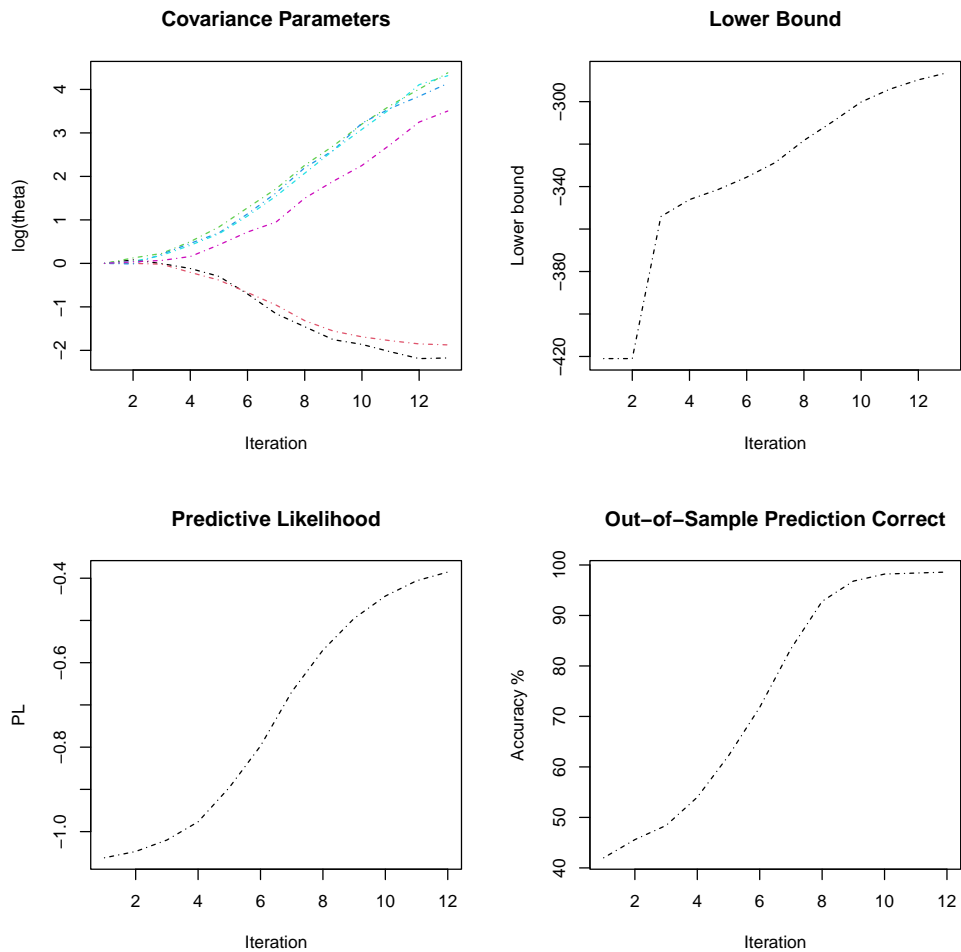 Covariance Parameters
log(theta)
4
3
2
1
0
−1
−2
2 4 6 8 10 12
Iteration
Lower Bound
Lower bound
−300
−340
−380
−420
2 4 6 8 10 12
Iteration
Predictive Likelihood
PL
−0.4
−0.6
−0.8
−1.0
2 4 6 8 10 12
Iteration
Out−of−Sample Prediction Correct
Accuracy %
100
90
80
70
60
50
40
2 4 6 8 10 12
Iteration